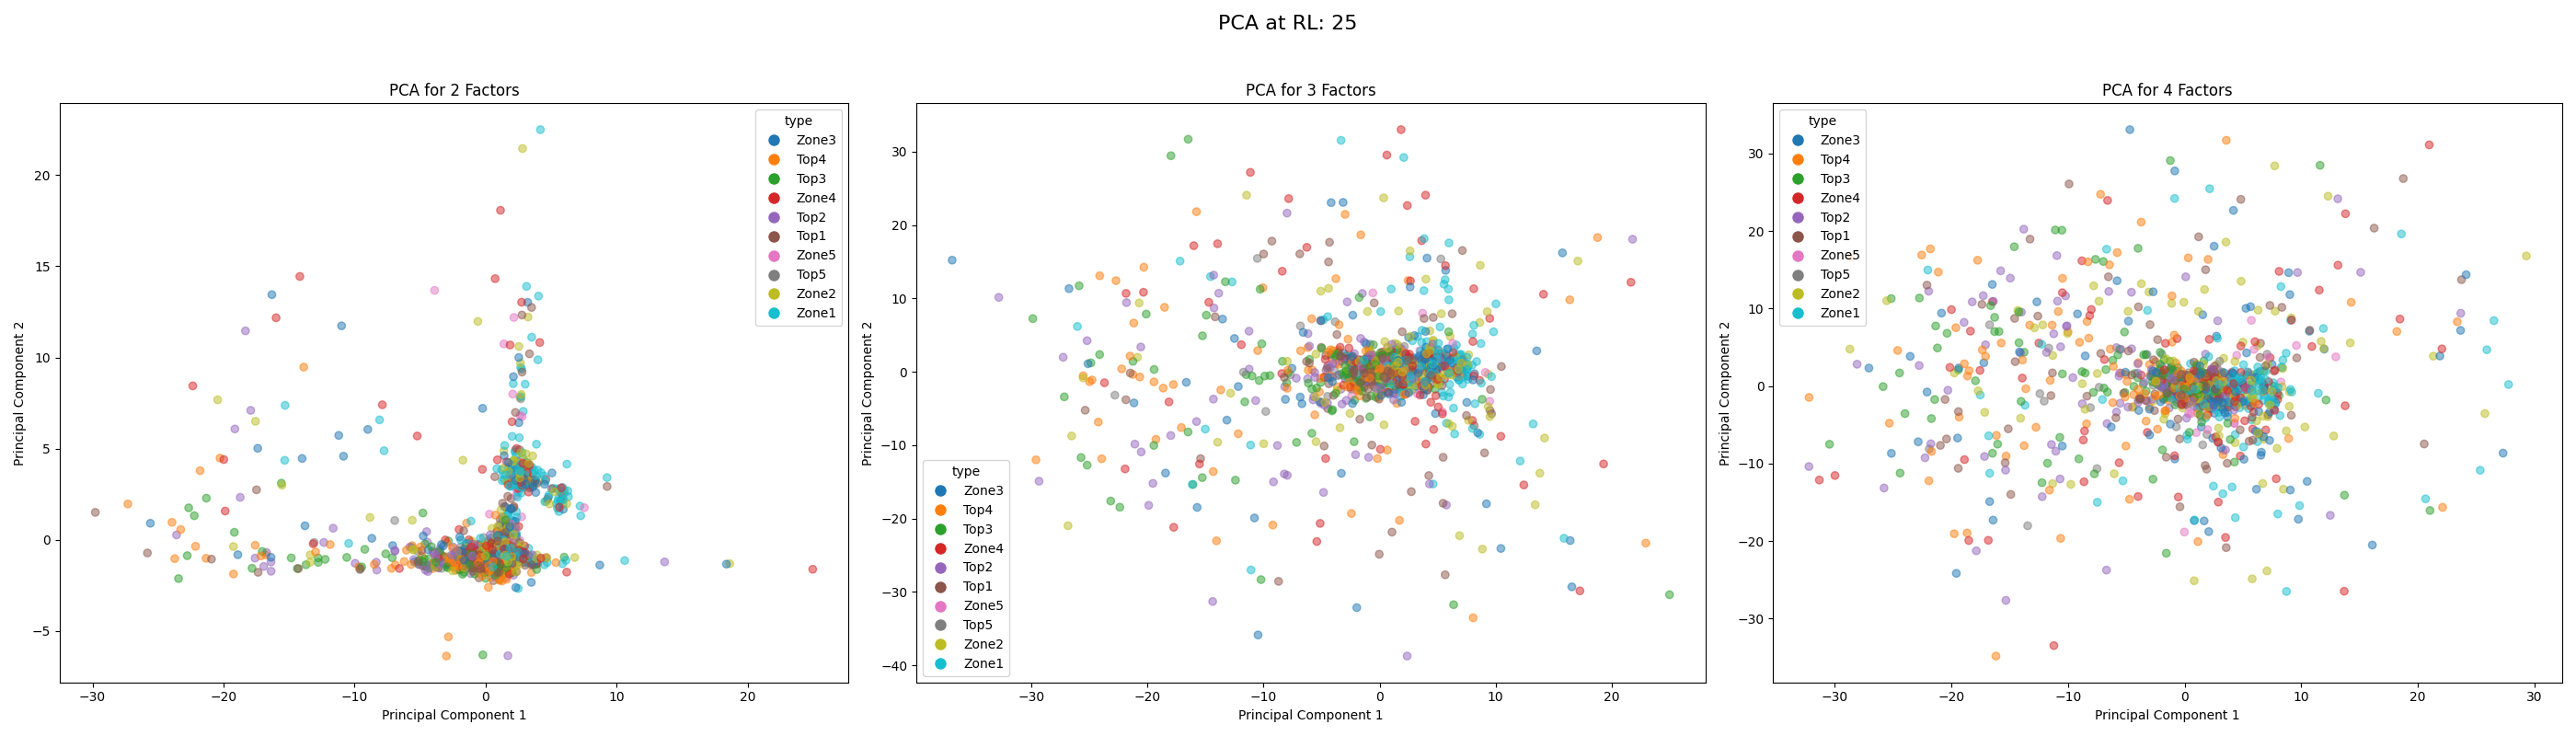 PCA at RL: 25
PCA for 2 Factors
20
15
10
5
0
−5
Principal Component 2
−30
−20
−10
0
10
20
Principal Component 1
type
Zone3
Top4
Top3
Zone4
Top2
Top1
Zone5
Top5
Zone2
Zone1
PCA for 3 Factors
30
20
10
0
−10
−20
−30
−40
Principal Component 2
−30
−20
−10
0
10
20
Principal Component 1
type
Zone3
Top4
Top3
Zone4
Top2
Top1
Zone5
Top5
Zone2
Zone1
PCA for 4 Factors
30
20
10
0
−10
−20
−30
Principal Component 2
−30
−20
−10
0
10
20
30
Principal Component 1
type
Zone3
Top4
Top3
Zone4
Top2
Top1
Zone5
Top5
Zone2
Zone1